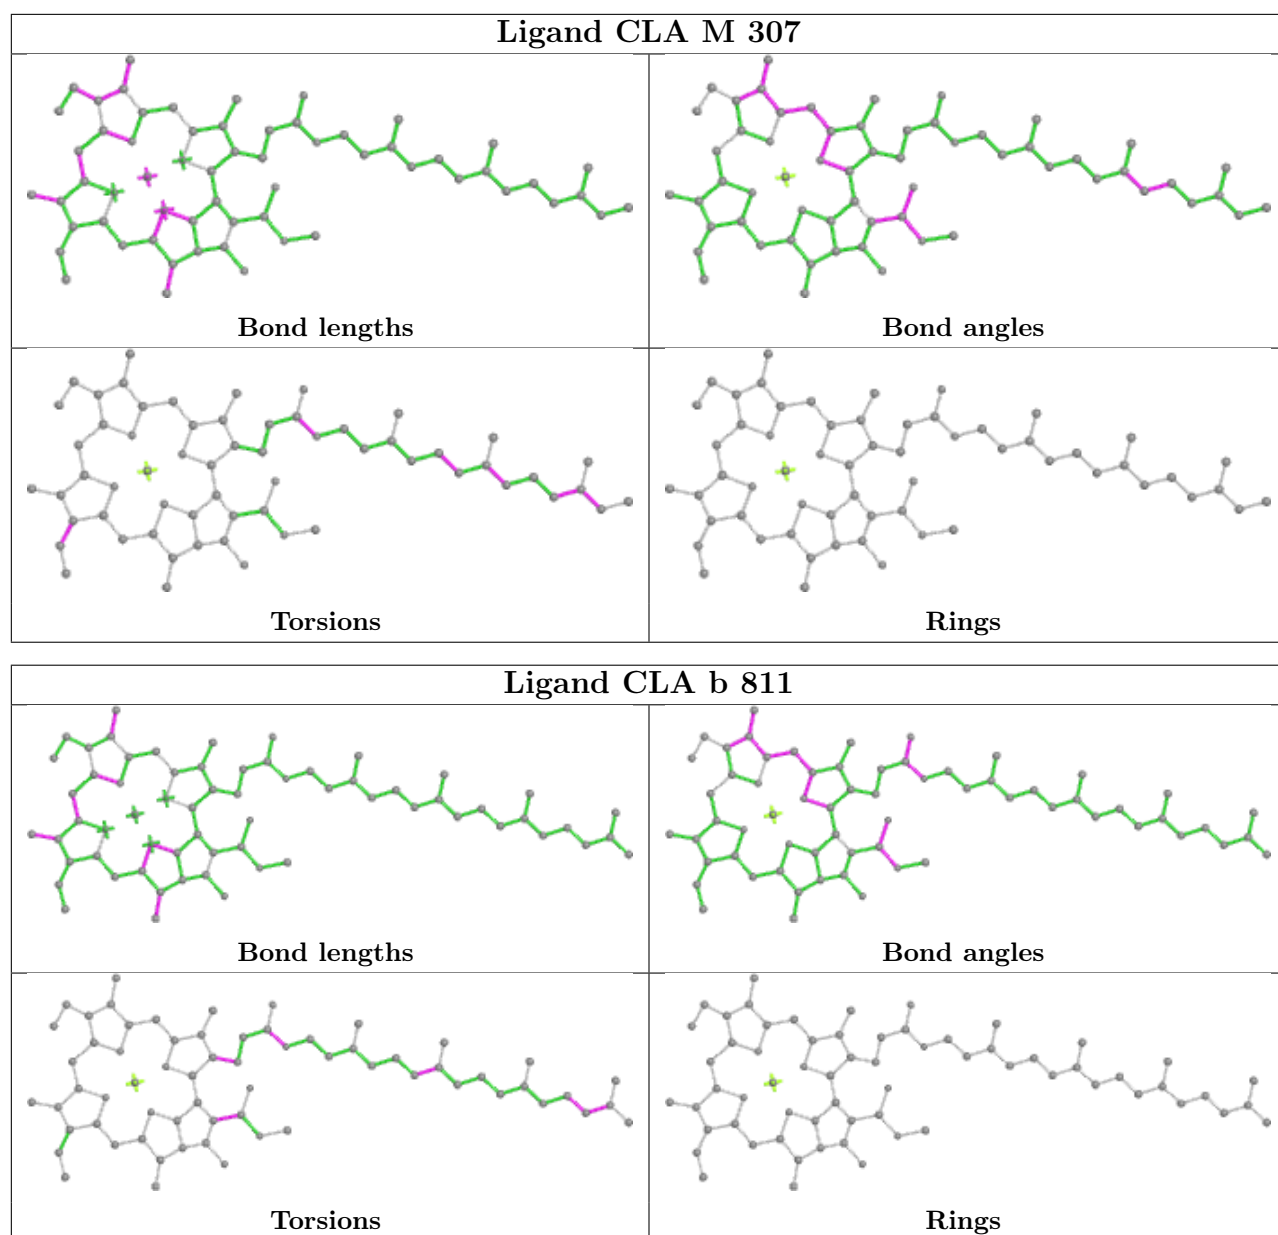 Ligand CLA M 307
Bond lengths
Bond angles
Torsions
Rings
Ligand CLA b 811
Bond lengths
Bond angles
Torsions
Rings